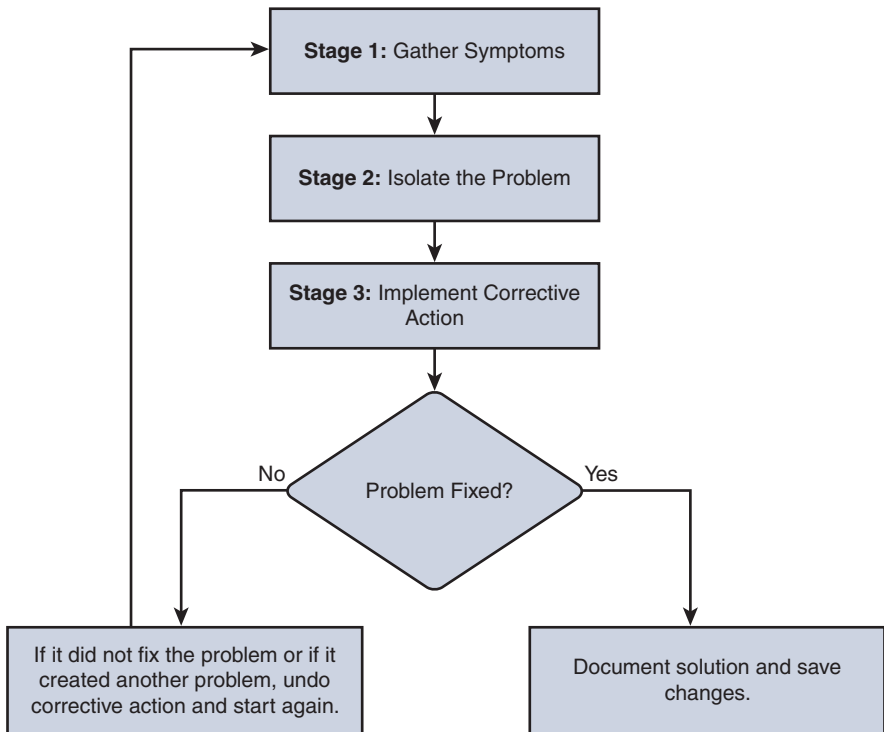 Stage 1: Gather Symptoms
Stage 2: Isolate the Problem
Stage 3: Implement Corrective
Action
Problem Fixed?
No
Yes
If it did not fix the problem or if it
created another problem, undo
corrective action and start again.
Document solution and save
changes.